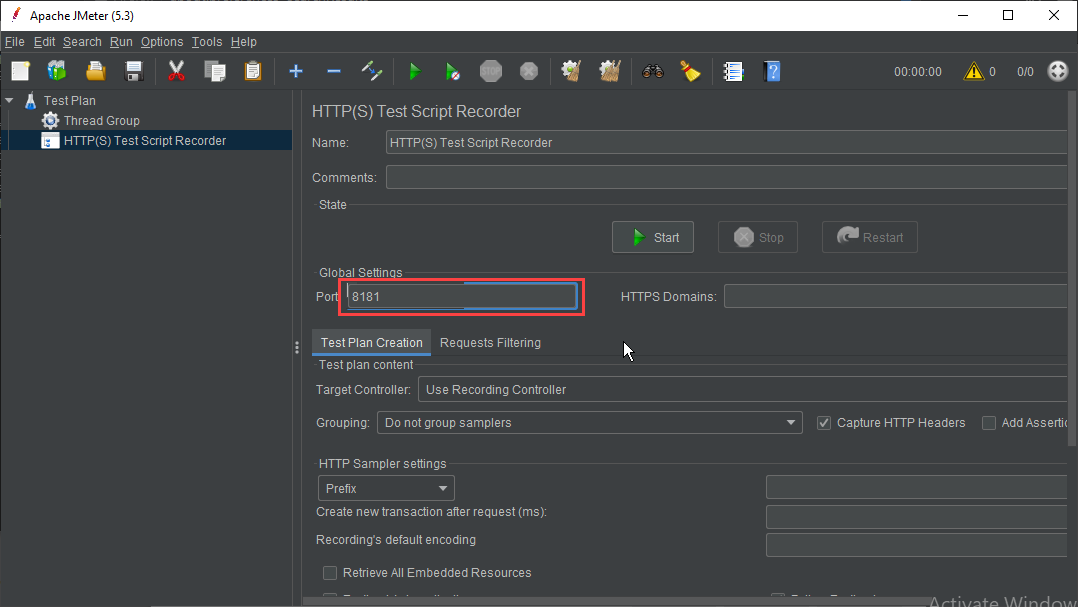 Apache JMeter (5.3)
File Edit Search Run Options Tools Help
STOP 00:00:00 0 0/0
Test Plan
Thread Group
HTTP(S) Test Script Recorder
HTTP(S) Test Script Recorder
Name: HTTP(S) Test Script Recorder
Comments:
State
Start Stop Restart
Global Settings
Port 8181 HTTPS Domains:
Test Plan Creation Requests Filtering
Test plan content
Target Controller: Use Recording Controller
Grouping: Do not group samplers Capture HTTP Headers Add
HTTP Sampler settings
Prefix
Create new transaction after request (ms):
Recording's default encoding
Retrieve All Embedded Resources
Activate Window